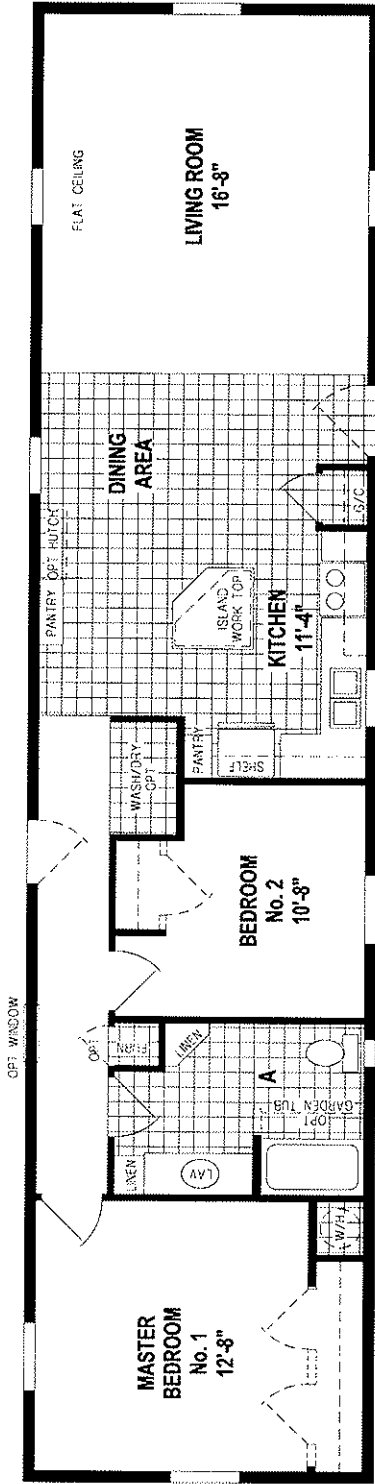 OPT WINDOW
FLAT CEILING
LIVING ROOM
16'-8"
DINING
AREA
PANTRY OPT HUTCH
ISLAND
WORK TOP
KITCHEN
11'-4"
PANTRY
SHELF
WASH/DRY
OPT
BEDROOM
No. 2
10'-8"
OPT
FURN
LINEN
A
OPT
GARDEN TUB
LINEN
LAV
W/H
MASTER
BEDROOM
No. 1
12'-8"